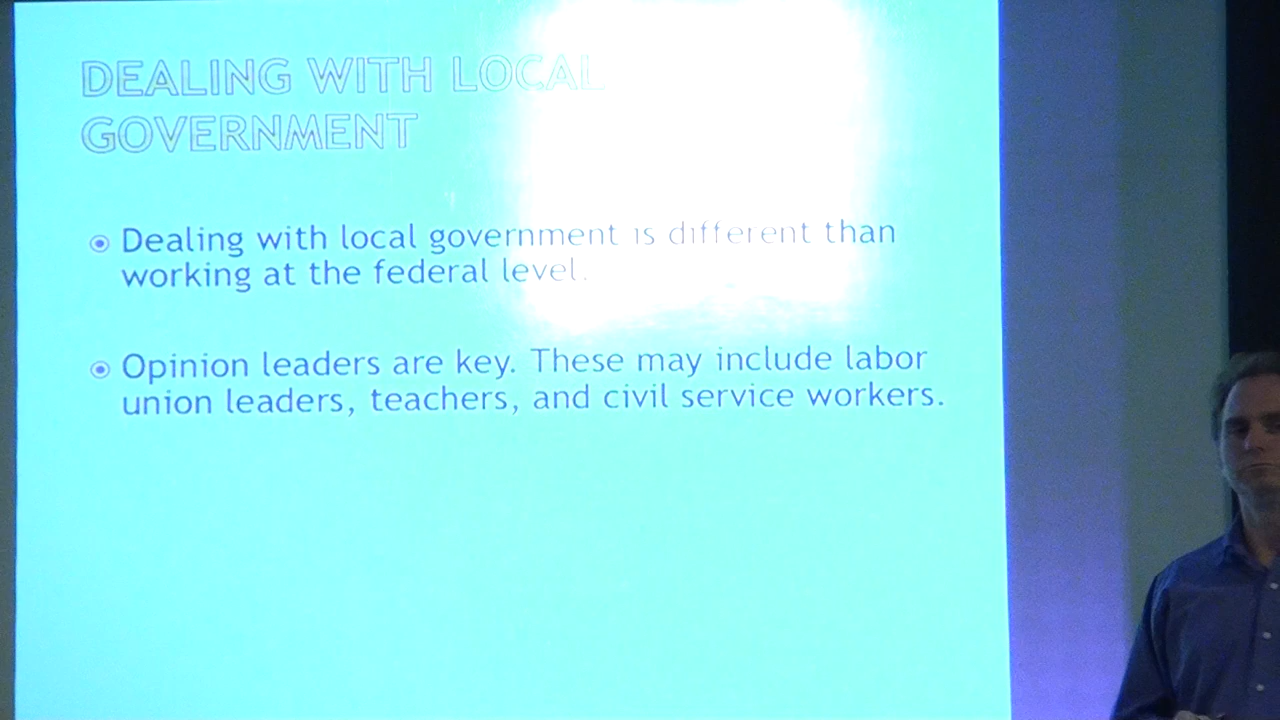 DEALING WITH LOCAL
GOVERNMENT
Dealing with local government is different than
working at the federal level.
Opinion leaders are key. These may include labor
union leaders, teachers, and civil service workers.